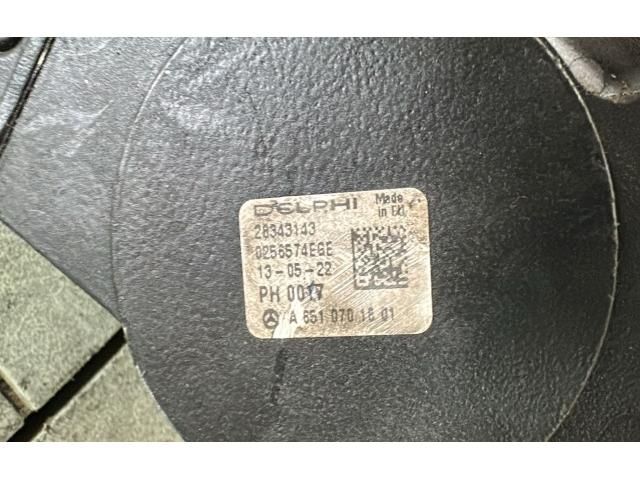 DELPHI Made in EU
28343143
0256574EGE
13-05-22
PH 0017
A 651 070 18 01